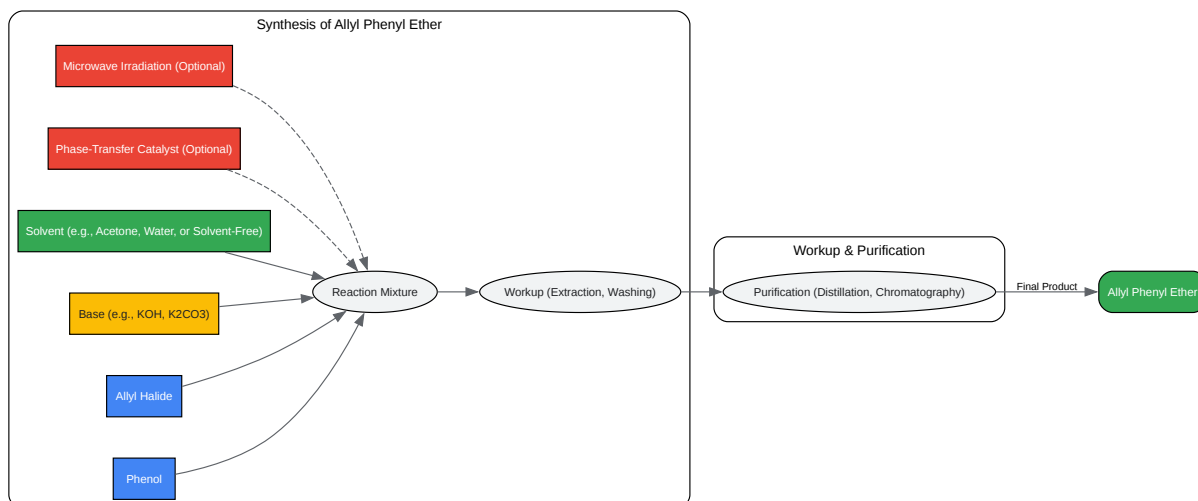 Synthesis of Allyl Phenyl Ether
Microwave Irradiation (Optional)
Phase-Transfer Catalyst (Optional)
Solvent (e.g., Acetone, Water, or Solvent-Free)
Base (e.g., KOH, K2CO3)
Allyl Halide
Phenol
Reaction Mixture
Workup (Extraction, Washing)
Workup & Purification
Purification (Distillation, Chromatography)
Final Product
Allyl Phenyl Ether